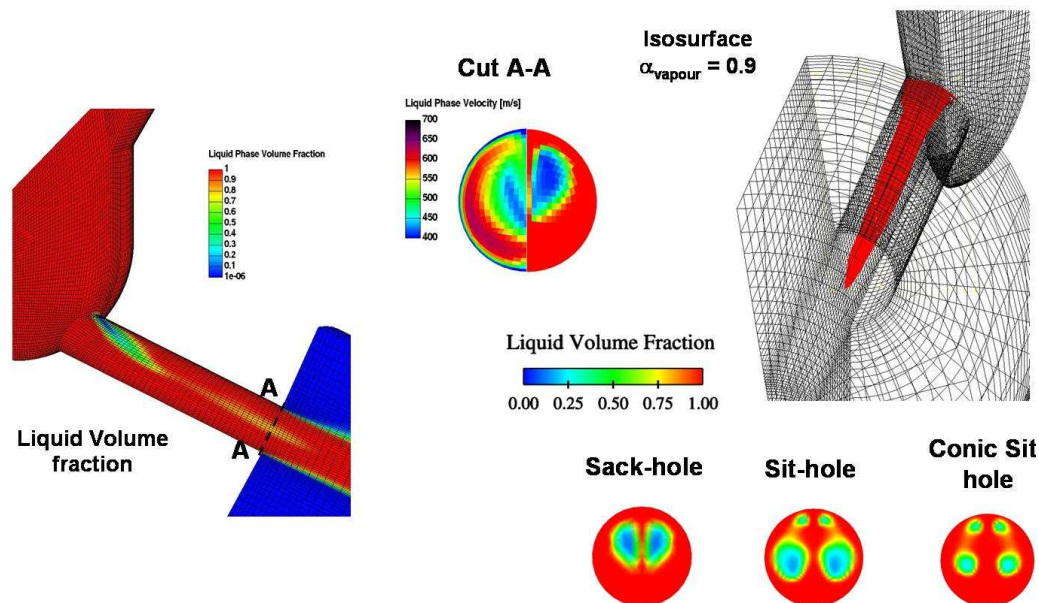 Cut A-A
Isosurface
αvapour = 0.9
Liquid Phase Velocity [m/s]
700
650
600
550
500
450
400
Liquid Phase Volume Fraction
1
0.9
0.8
0.7
0.6
0.5
0.4
0.3
0.2
0.1
1e-06
A
A
Liquid Volume
fraction
Liquid Volume Fraction
0.00 0.25 0.50 0.75 1.00
Sack-hole
Sit-hole
Conic Sit
hole